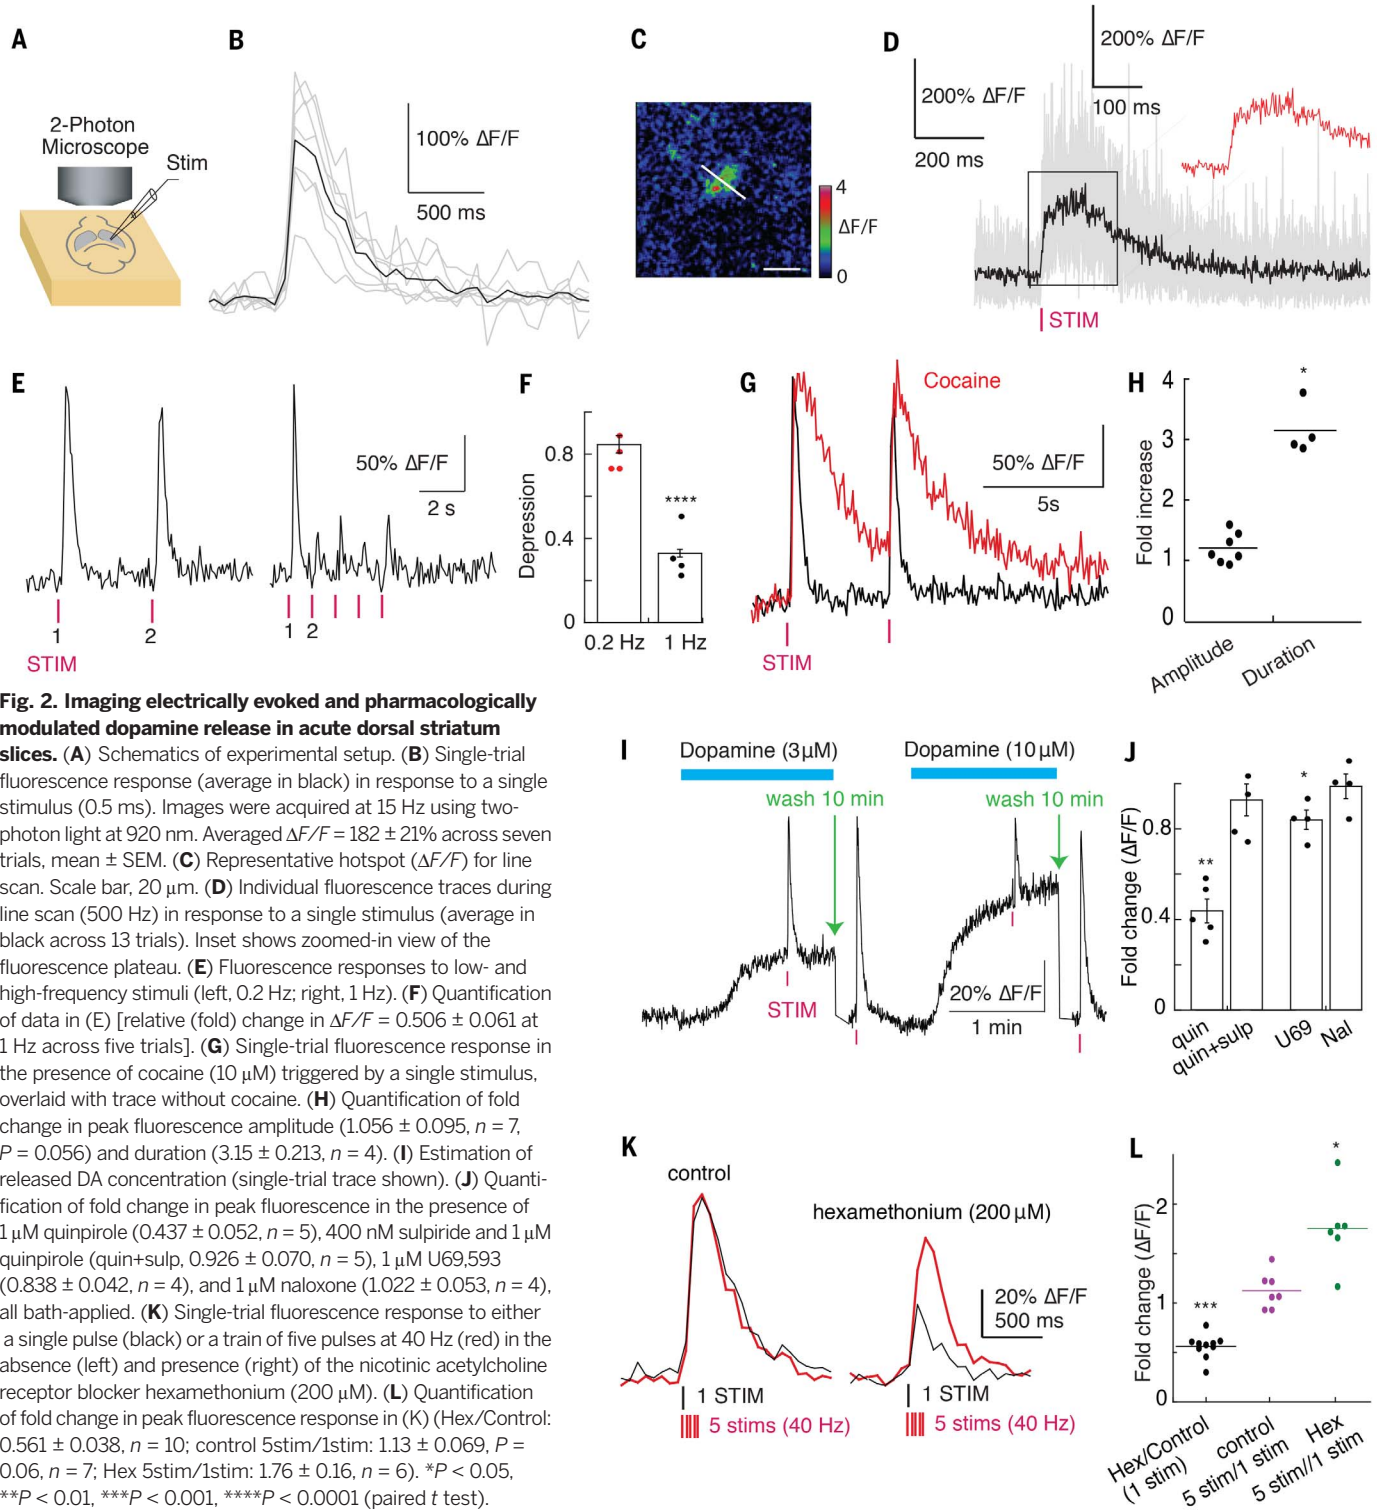 A
2-Photon
Microscope
Stim
B
100% ΔF/F
500 ms
C
4
ΔF/F
0
D
200% ΔF/F
200 ms
200% ΔF/F
100 ms
STIM
E
50% ΔF/F
2 s
1
2
STIM
1 2
F
Depression
0.8
0.4
0
****
0.2 Hz
1 Hz
G
Cocaine
50% ΔF/F
5s
STIM
H
Fold increase
4
3
2
1
0
*
Amplitude
Duration
Fig. 2. Imaging electrically evoked and pharmacologically
modulated dopamine release in acute dorsal striatum
slices. (A) Schematics of experimental setup. (B) Single-trial
fluorescence response (average in black) in response to a single
stimulus (0.5 ms). Images were acquired at 15 Hz using two-
photon light at 920 nm. Averaged ΔF/F = 182 ± 21% across seven
trials, mean ± SEM. (C) Representative hotspot (ΔF/F) for line
scan. Scale bar, 20 μm. (D) Individual fluorescence traces during
line scan (500 Hz) in response to a single stimulus (average in
black across 13 trials). Inset shows zoomed-in view of the
fluorescence plateau. (E) Fluorescence responses to low- and
high-frequency stimuli (left, 0.2 Hz; right, 1 Hz). (F) Quantification
of data in (E) [relative (fold) change in ΔF/F = 0.506 ± 0.061 at
1 Hz across five trials]. (G) Single-trial fluorescence response in
the presence of cocaine (10 μM) triggered by a single stimulus,
overlaid with trace without cocaine. (H) Quantification of fold
change in peak fluorescence amplitude (1.056 ± 0.095, n = 7,
P = 0.056) and duration (3.15 ± 0.213, n = 4). (I) Estimation of
released DA concentration (single-trial trace shown). (J) Quanti-
fication of fold change in peak fluorescence in the presence of
1 μM quinpirole (0.437 ± 0.052, n = 5), 400 nM sulpiride and 1 μM
quinpirole (quin+sulp, 0.926 ± 0.070, n = 5), 1 μM U69,593
(0.838 ± 0.042, n = 4), and 1 μM naloxone (1.022 ± 0.053, n = 4),
all bath-applied. (K) Single-trial fluorescence response to either
a single pulse (black) or a train of five pulses at 40 Hz (red) in the
absence (left) and presence (right) of the nicotinic acetylcholine
receptor blocker hexamethonium (200 μM). (L) Quantification
of fold change in peak fluorescence response in (K) (Hex/Control:
0.561 ± 0.038, n = 10; control 5stim/1stim: 1.13 ± 0.069, P =
0.06, n = 7; Hex 5stim/1stim: 1.76 ± 0.16, n = 6). *P < 0.05,
**P < 0.01, ***P < 0.001, ****P < 0.0001 (paired t test).
I
Dopamine (3μM)
Dopamine (10μM)
wash 10 min
wash 10 min
STIM
20% ΔF/F
1 min
J
Fold change (ΔF/F)
0.8
0.4
0
**
*
quin
quin+sulp
U69
Nal
K
control
hexamethonium (200μM)
20% ΔF/F
500 ms
1 STIM
5 stims (40 Hz)
1 STIM
5 stims (40 Hz)
L
Fold change (ΔF/F)
2
1
0
***
*
Hex/Control
(1 stim)
control
5 stim/1 stim
Hex
5 stim//1 stim